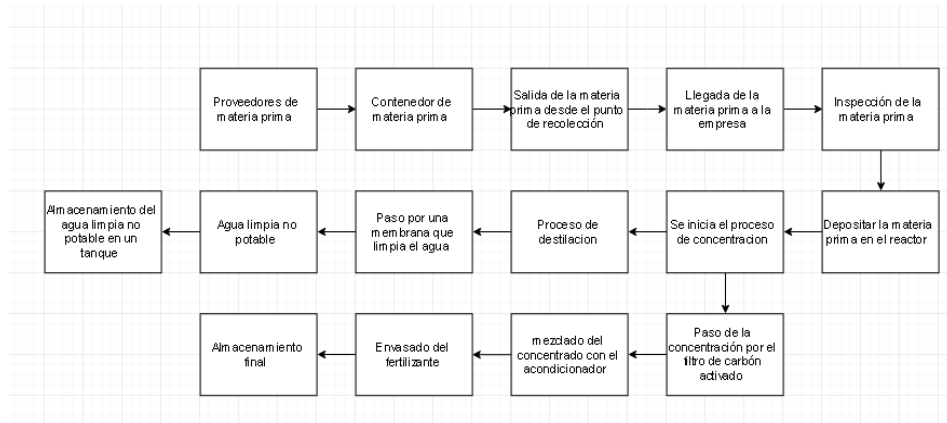 Proveedores de
materia prima
Contenedor de
materia prima
Salida de la materia
prima desde el punto
de recolección
Llegada de la
materia prima a la
empresa
Inspección de la
materia prima
Almacenamiento del
agua limpia no
potable en un
tanque
Agua limpia no
potable
Paso por una
membrana que
limpia el agua
Proceso de
destilacion
Se inicia el proceso
de concentracion
Depositar la materia
prima en el reactor
Almacenamiento
final
Envasado del
fertilizante
mezclado del
concentrado con el
acondicionador
Paso de la
concentración por el
filtro de carbón
activado